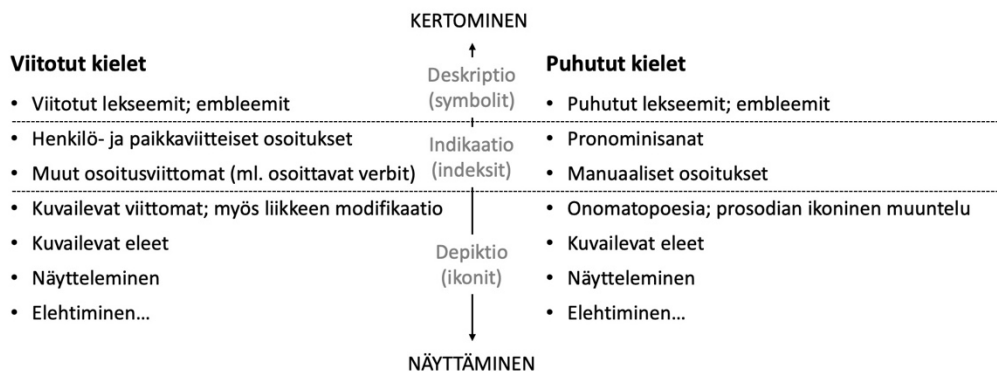 KERTOMINEN
Viitotut kielet
Deskriptio
(symbolit)
Puhutut kielet
• Viitotut lekseemit; embleemit
• Puhutut lekseemit; embleemit
• Henkilö- ja paikkaviitteiset osoitukset
Indikaatio
(indeksit)
• Pronominisanat
• Muut osoitusviittomat (ml. osoittavat verbit)
• Manuaaliset osoitukset
• Kuvailevat viittomat; myös liikkeen modifikaatio
• Onomatopoesia; prosodian ikoninen muuntelu
• Kuvailevat eleet
Depiktio
(ikonit)
• Kuvailevat eleet
• Näytteleminen
• Näytteleminen
• Elehtiminen…
• Elehtiminen…
NÄYTTÄMINEN